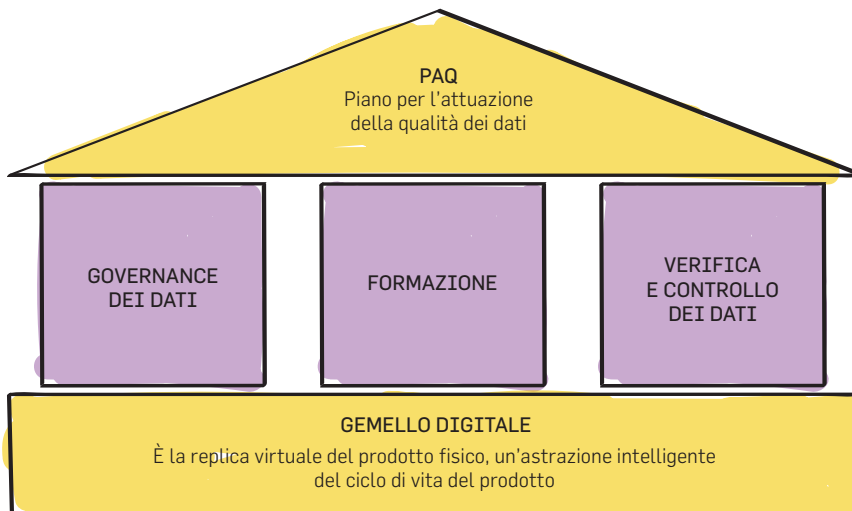 PAQ
Piano per l'attuazione
della qualità dei dati
GOVERNANCE
DEI DATI
FORMAZIONE
VERIFICA
E CONTROLLO
DEI DATI
GEMELLO DIGITALE
È la replica virtuale del prodotto fisico, un'astrazione intelligente
del ciclo di vita del prodotto